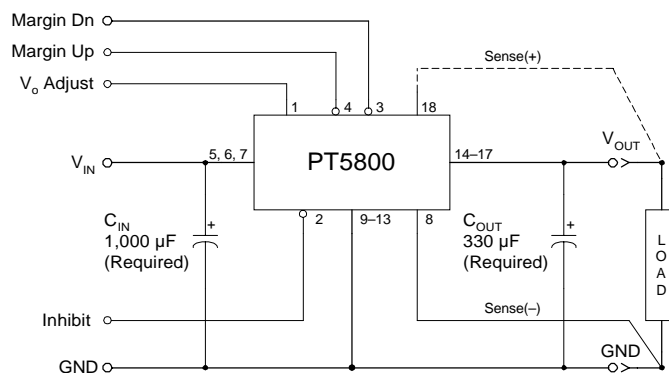 Margin Dn
Margin Up
Vo Adjust
Sense(+)
1 4 3 18
VIN
5, 6, 7
PT5800
14–17
VOUT
2 9–13 8
CIN
1,000 µF
(Required)
+
COUT
330 µF
(Required)
+
L
O
A
D
Inhibit
Sense(–)
GND
GND